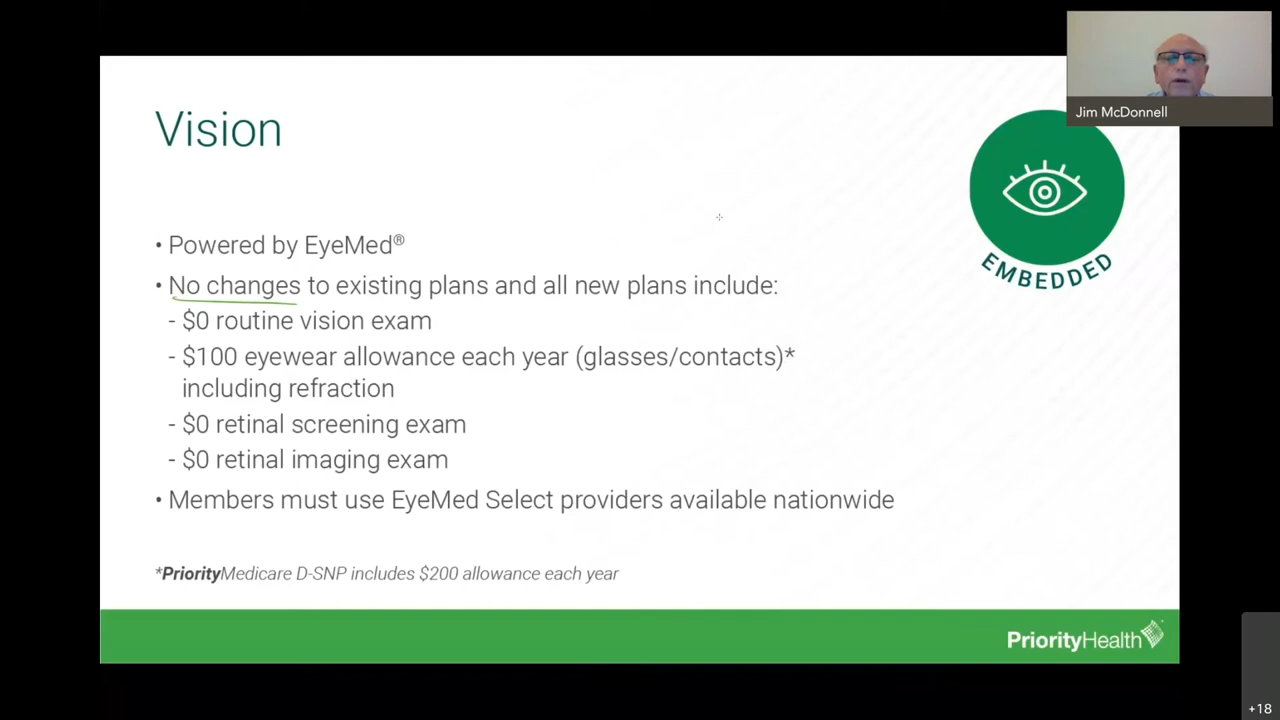 Jim McDonnell
Vision
EMBEDDED
• Powered by EyeMed®
• No changes to existing plans and all new plans include:
- $0 routine vision exam
- $100 eyewear allowance each year (glasses/contacts)*
including refraction
- $0 retinal screening exam
- $0 retinal imaging exam
• Members must use EyeMed Select providers available nationwide
*PriorityMedicare D-SNP includes $200 allowance each year
PriorityHealth
+18